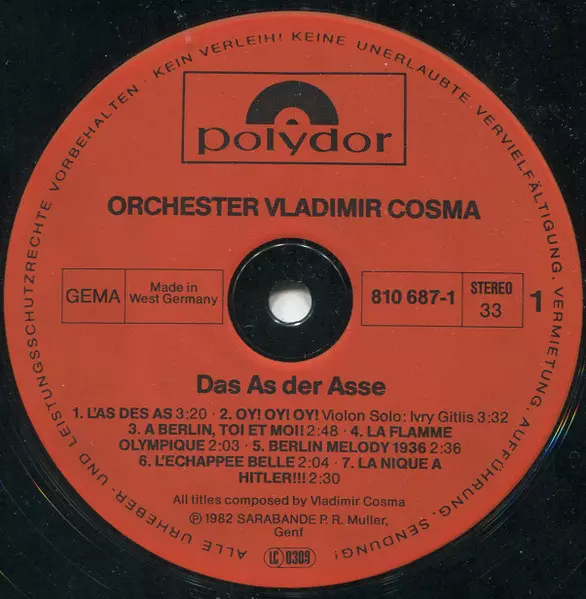 ALLE URHEBER- UND LEISTUNGSSCHUTZRECHTE VORBEHALTEN · KEIN VERLEIH! KEINE UNERLAUBTE VERVIELFÄLTIGUNG, VERMIETUNG, AUFFÜHRUNG, SENDUNG!
polydor
ORCHESTER VLADIMIR COSMA
GEMA
Made in
West Germany
810 687-1
STEREO
33
1
Das As der Asse
1. L'AS DES AS 3:20 · 2. OY! OY! OY! Violon Solo: Ivry Gitlis 3:32
· 3. A BERLIN, TOI ET MOI! 2:48 · 4. LA FLAMME
OLYMPIQUE 2:03 · 5. BERLIN MELODY 1936 2:36
6. L'ECHAPPEE BELLE 2:04 · 7. LA NIQUE A
HITLER!!! 2:30
All titles composed by Vladimir Cosma
Ⓟ 1982 SARABANDE P. R. Muller,
Genf
LC 0309